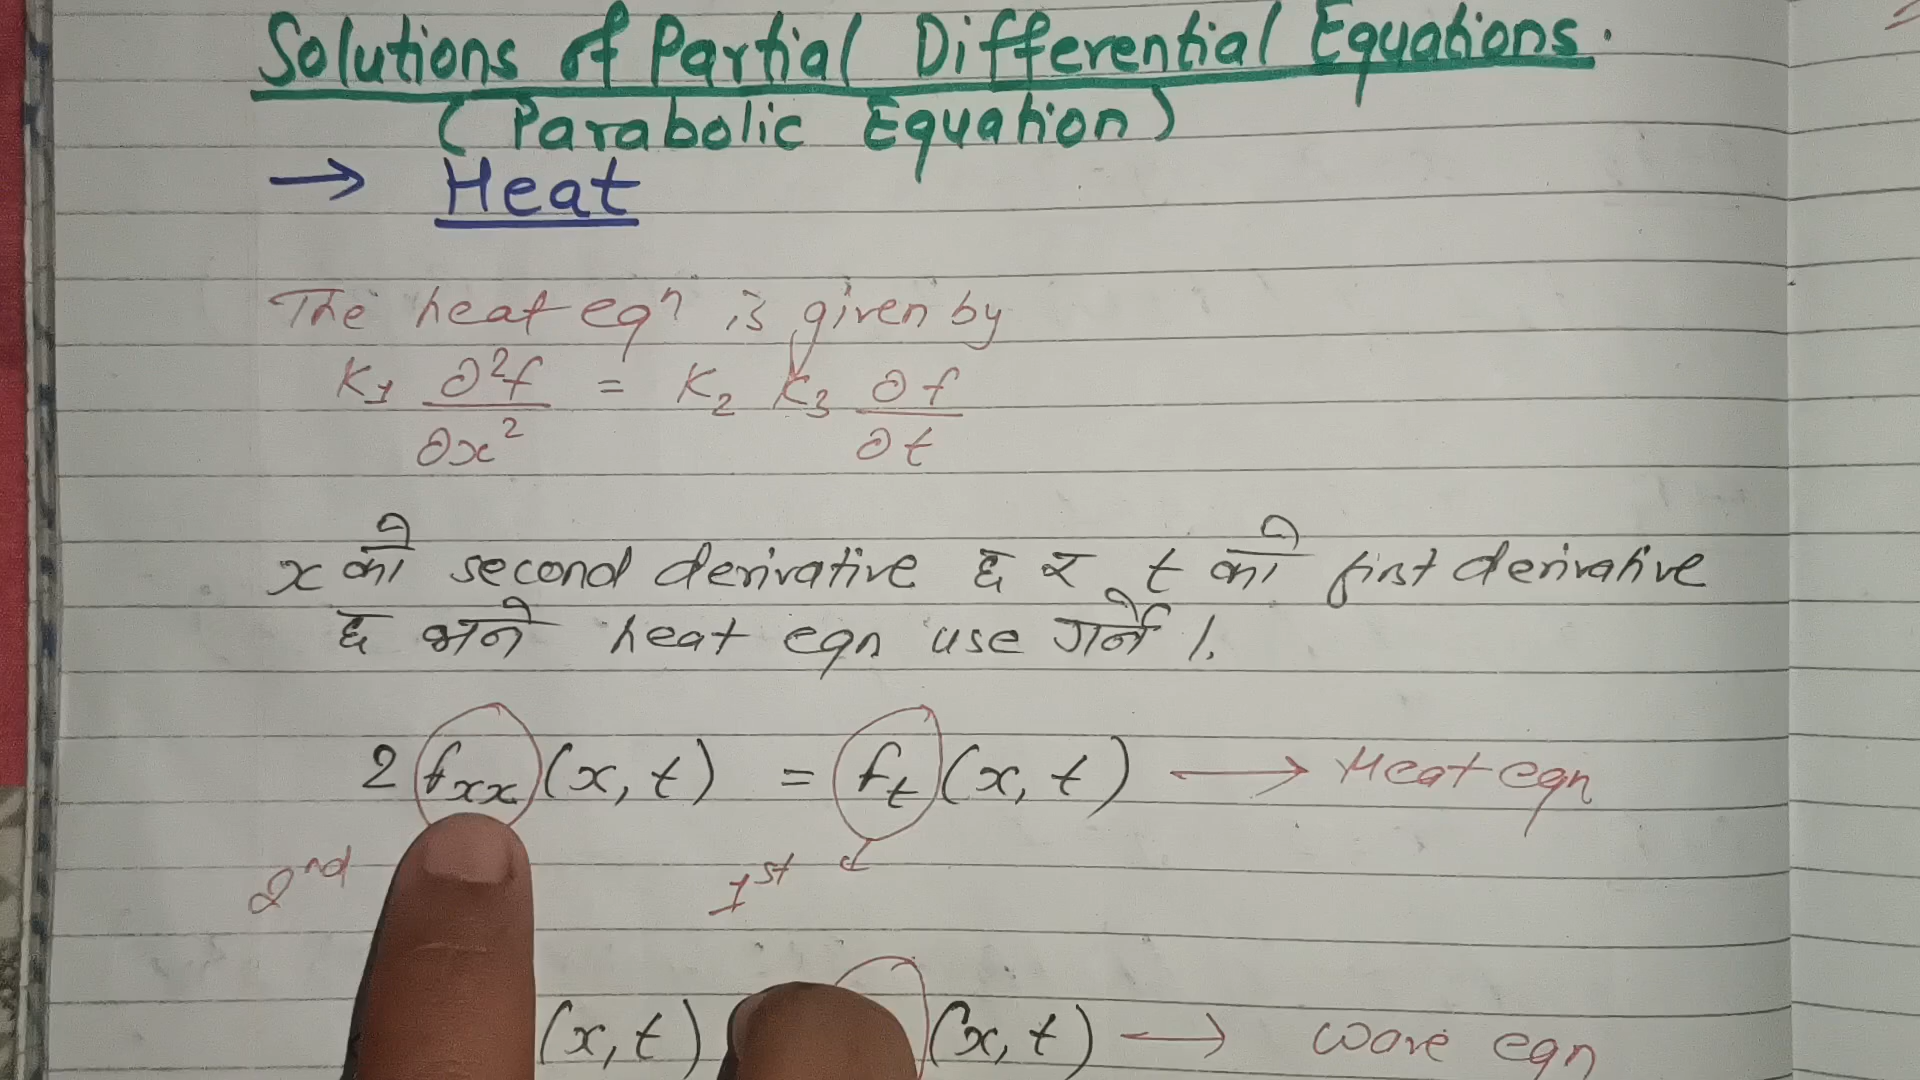 Solutions of Partial Differential Equations.
(Parabolic Equation)
→ Heat
The heat eqⁿ is given by
K₁ ∂²f/∂x² = K₂ K₃ ∂f/∂t
x को second derivative छ र t को first derivative
छ भने heat eqn use गर्ने ।.
2 fxx (x, t) = ft (x, t) → Heat eqn
2nd 1st
(x, t) (x, t) → wave eqn